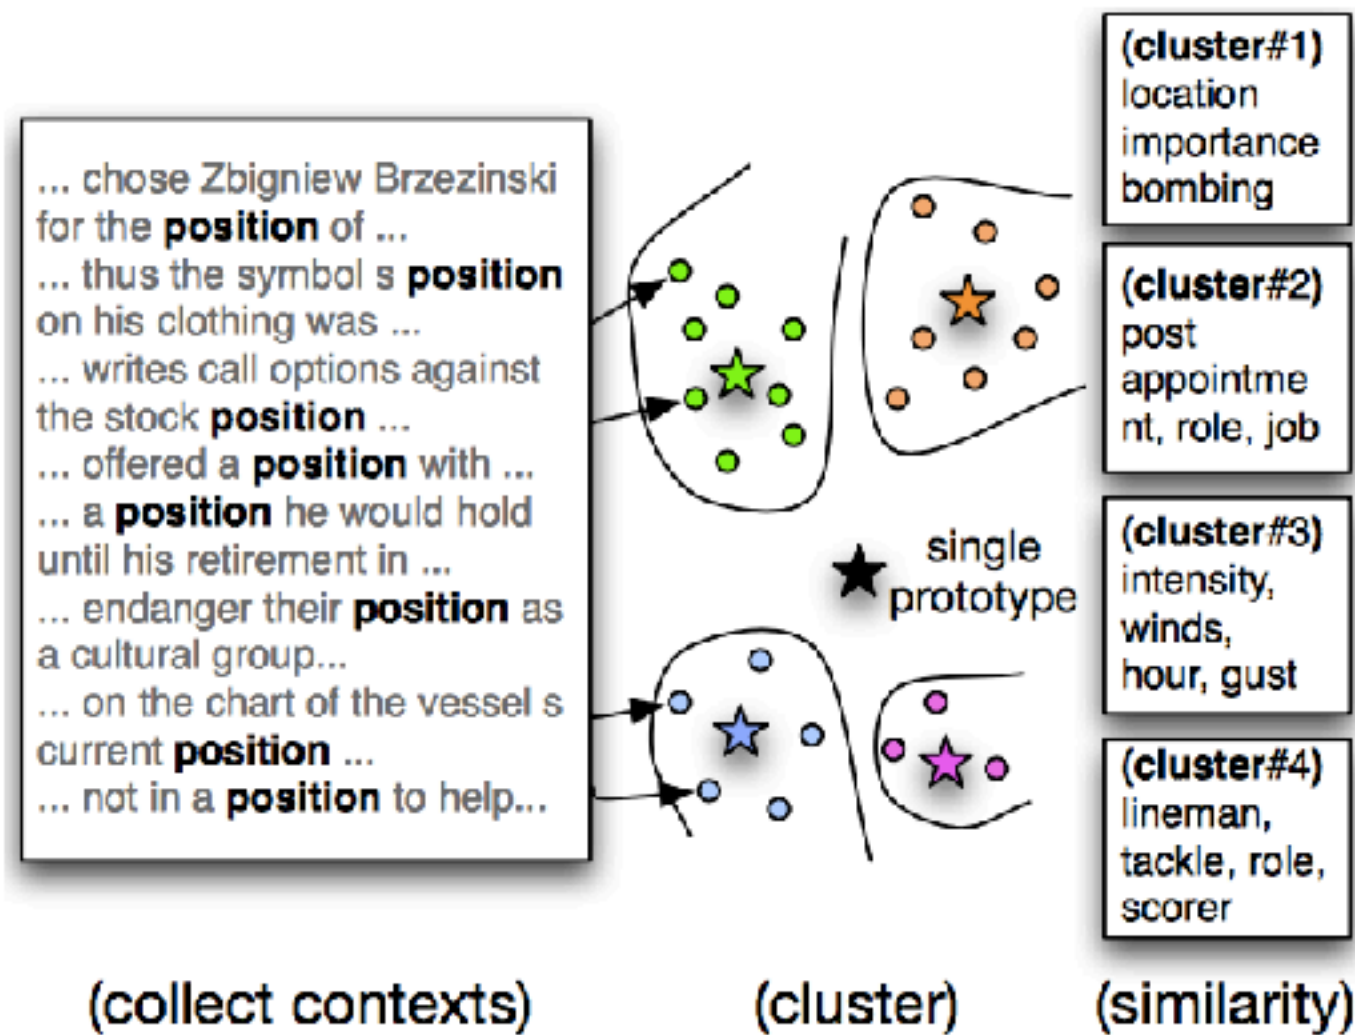 ... chose Zbigniew Brzezinski
for the position of ...
... thus the symbol s position
on his clothing was ...
... writes call options against
the stock position ...
... offered a position with ...
... a position he would hold
until his retirement in ...
... endanger their position as
a cultural group...
... on the chart of the vessel s
current position ...
... not in a position to help...
(collect contexts)
single
prototype
(cluster)
(cluster#1)
location
importance
bombing
(cluster#2)
post
appointme
nt, role, job
(cluster#3)
intensity,
winds,
hour, gust
(cluster#4)
lineman,
tackle, role,
scorer
(similarity)